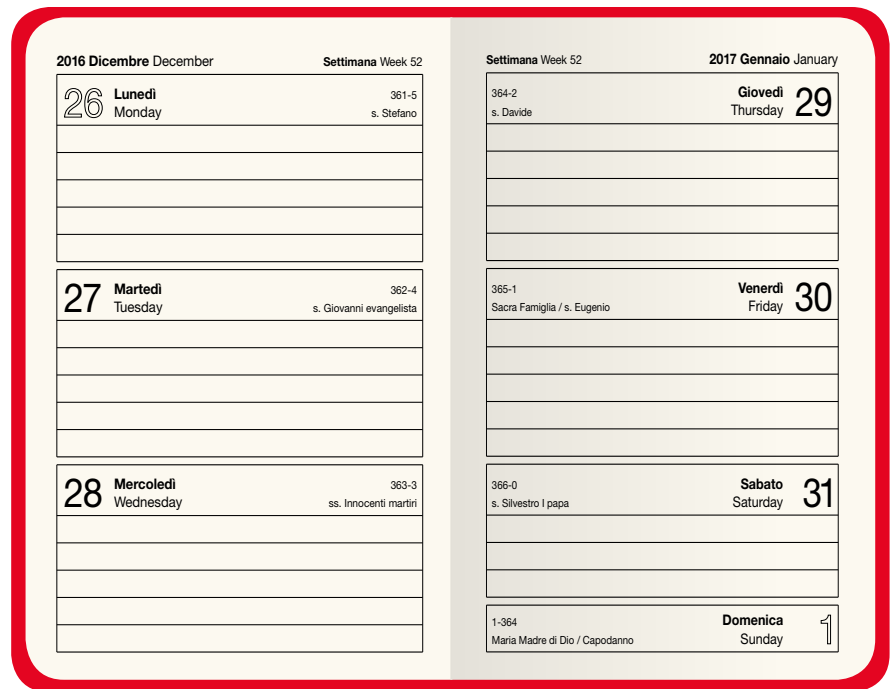 2016 Dicembre December
Settimana Week 52
26 Lunedì 361-5
Monday s. Stefano
27 Martedì 362-4
Tuesday s. Giovanni evangelista
28 Mercoledì 363-3
Wednesday ss. Innocenti martiri
Settimana Week 52
2017 Gennaio January
364-2 Giovedì 29
s. Davide Thursday
365-1 Venerdì 30
Sacra Famiglia / s. Eugenio Friday
366-0 Sabato 31
s. Silvestro I papa Saturday
1-364 Domenica 1
Maria Madre di Dio / Capodanno Sunday